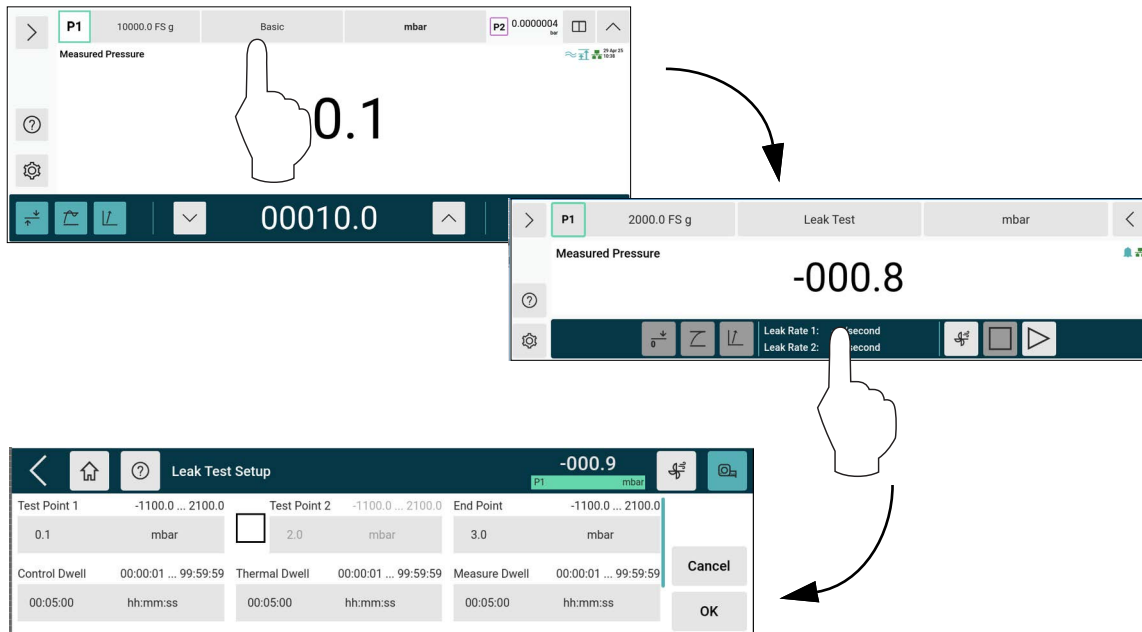 P1 10000.0 FS g Basic mbar P2 0.0000004 bar
Measured Pressure 29 Apr 25
10:38
0.1
00010.0
P1 2000.0 FS g Leak Test mbar
Measured Pressure
-000.8
Leak Rate 1: /second
Leak Rate 2: second
Leak Test Setup -000.9
P1 mbar
Test Point 1 -1100.0 ... 2100.0 Test Point 2 -1100.0 ... 2100.0 End Point -1100.0 ... 2100.0
0.1 mbar 2.0 mbar 3.0 mbar
Control Dwell 00:00:01 ... 99:59:59 Thermal Dwell 00:00:01 ... 99:59:59 Measure Dwell 00:00:01 ... 99:59:59 Cancel
00:05:00 hh:mm:ss 00:05:00 hh:mm:ss 00:05:00 hh:mm:ss OK